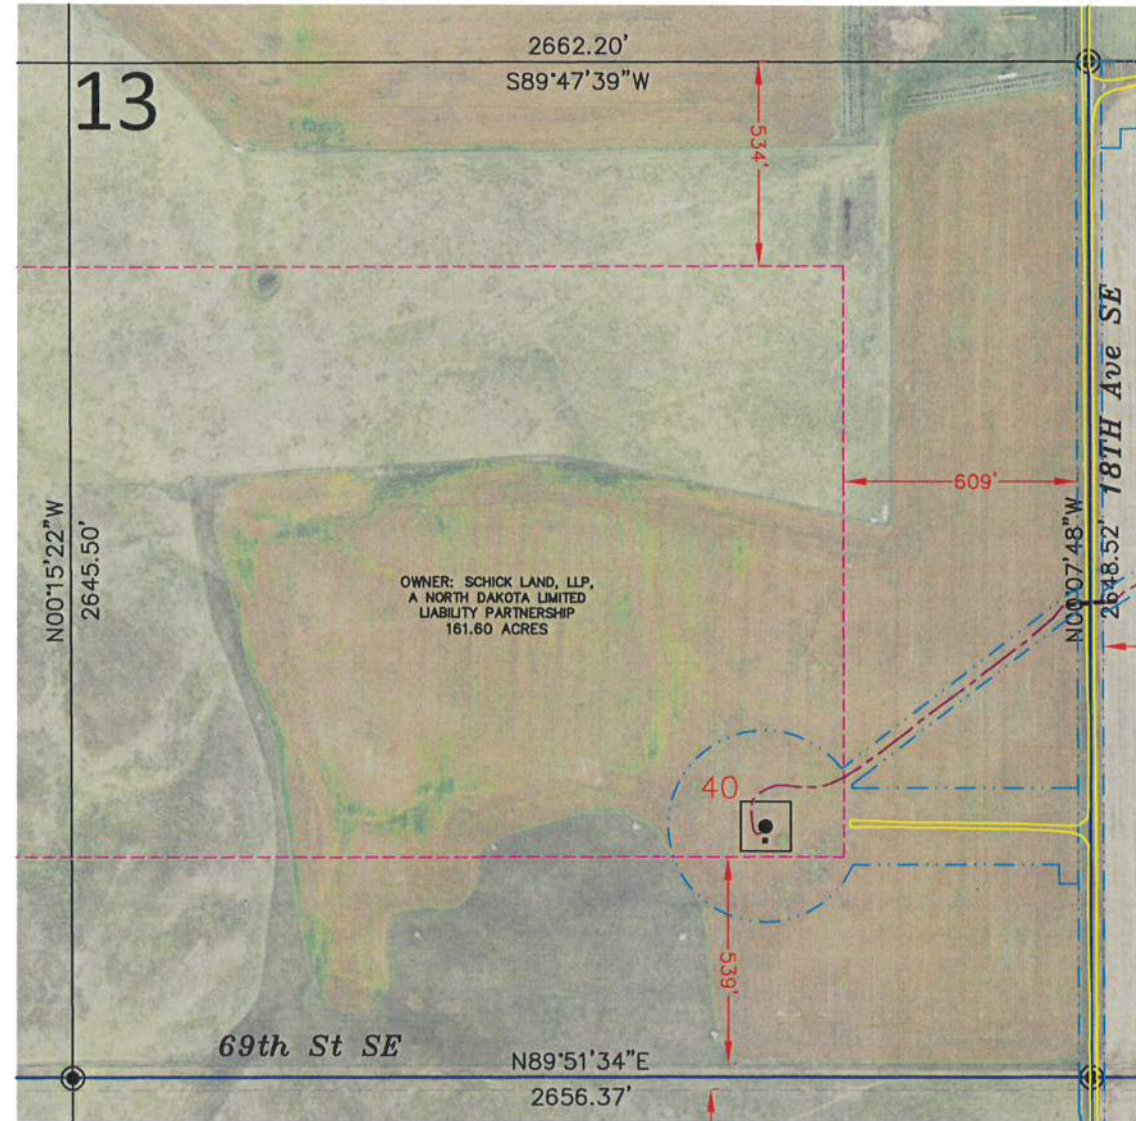 2662.20'
S89°47'39"W
13
534'
18TH Ave SE
609'
N00°15'22"W
2645.50'
N00°07'48"W
2648.52'
OWNER: SCHICK LAND, LLP,
A NORTH DAKOTA LIMITED
LIABILITY PARTNERSHIP
161.60 ACRES
40
539'
69th St SE
N89°51'34"E
2656.37'